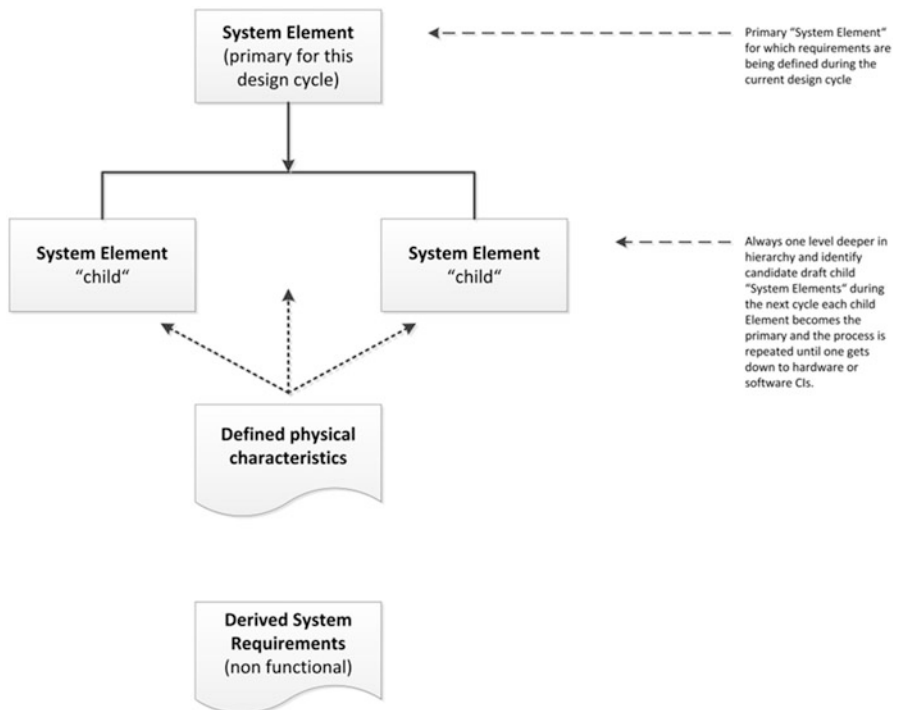 System Element
(primary for this
design cycle)
Primary “System Element“
for which requirements are
being defined during the
current design cycle
System Element
“child“
System Element
“child“
Always one level deeper in
hierarchy and identify
candidate draft child
“System Elements” during
the next cycle each child
Element becomes the
primary and the process is
repeated until one gets
down to hardware or
software CIs.
Defined physical
characteristics
Derived System
Requirements
(non functional)